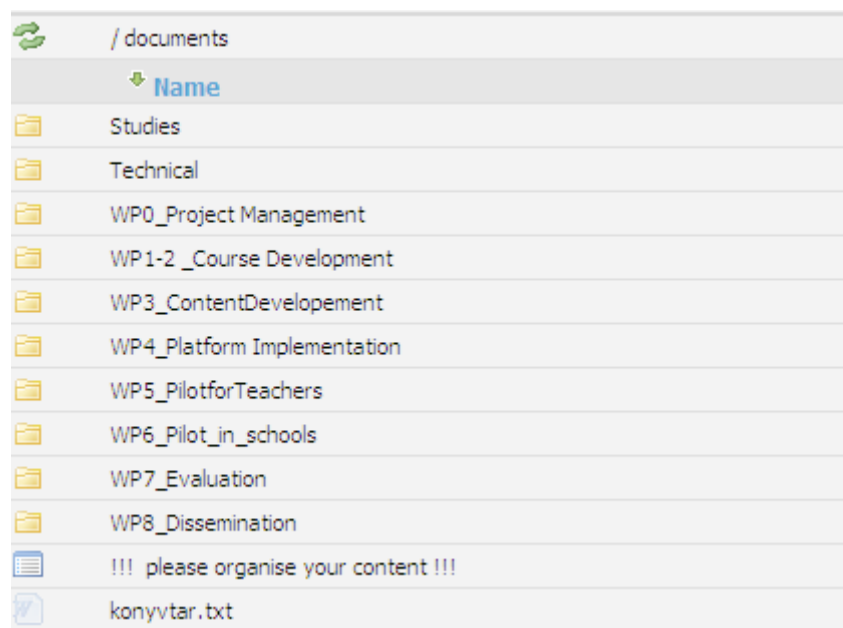 / documents
Name
Studies
Technical
WP0_Project Management
WP1-2 _Course Development
WP3_ContentDevelopement
WP4_Platform Implementation
WP5_PilotforTeachers
WP6_Pilot_in_schools
WP7_Evaluation
WP8_Dissemination
!!! please organise your content !!!
konyvtar.txt